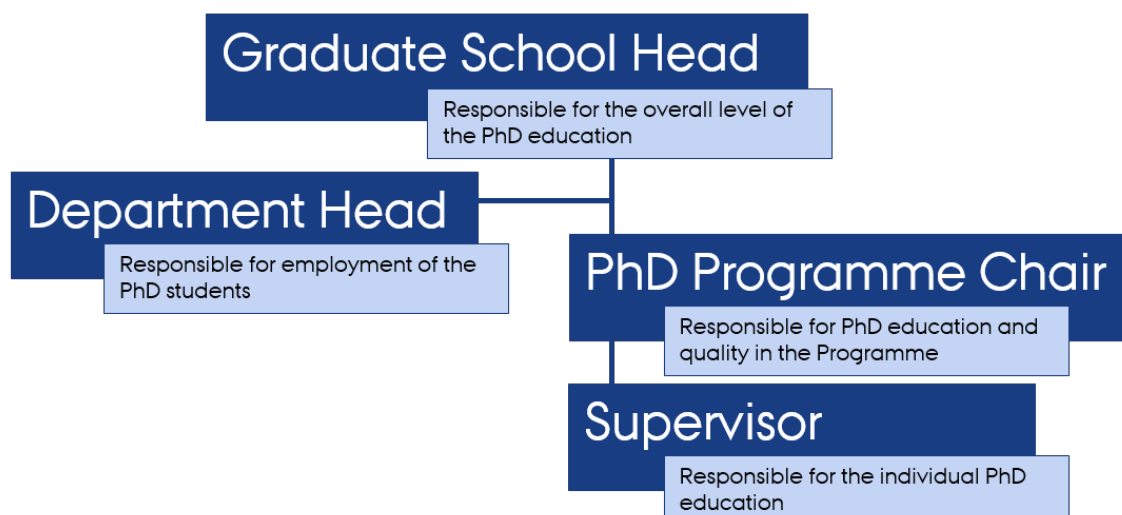 Graduate School Head
Responsible for the overall level of
the PhD education
Department Head
Responsible for employment of the
PhD students
PhD Programme Chair
Responsible for PhD education and
quality in the Programme
Supervisor
Responsible for the individual PhD
education